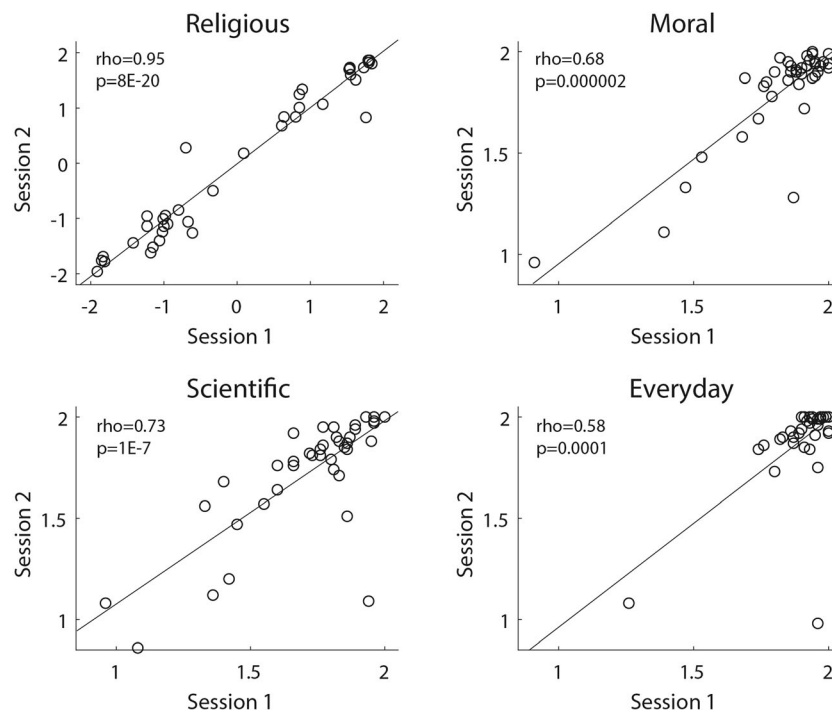 Religious
rho=0.95
p=8E-20
2
1
0
-1
-2
Session 2
-2
-1
0
1
2
Session 1
Moral
rho=0.68
p=0.000002
2
1.5
1
Session 2
1
1.5
2
Session 1
Scientific
rho=0.73
p=1E-7
2
1.5
1
Session 2
1
1.5
2
Session 1
Everyday
rho=0.58
p=0.0001
2
1.5
1
Session 2
1
1.5
2
Session 1